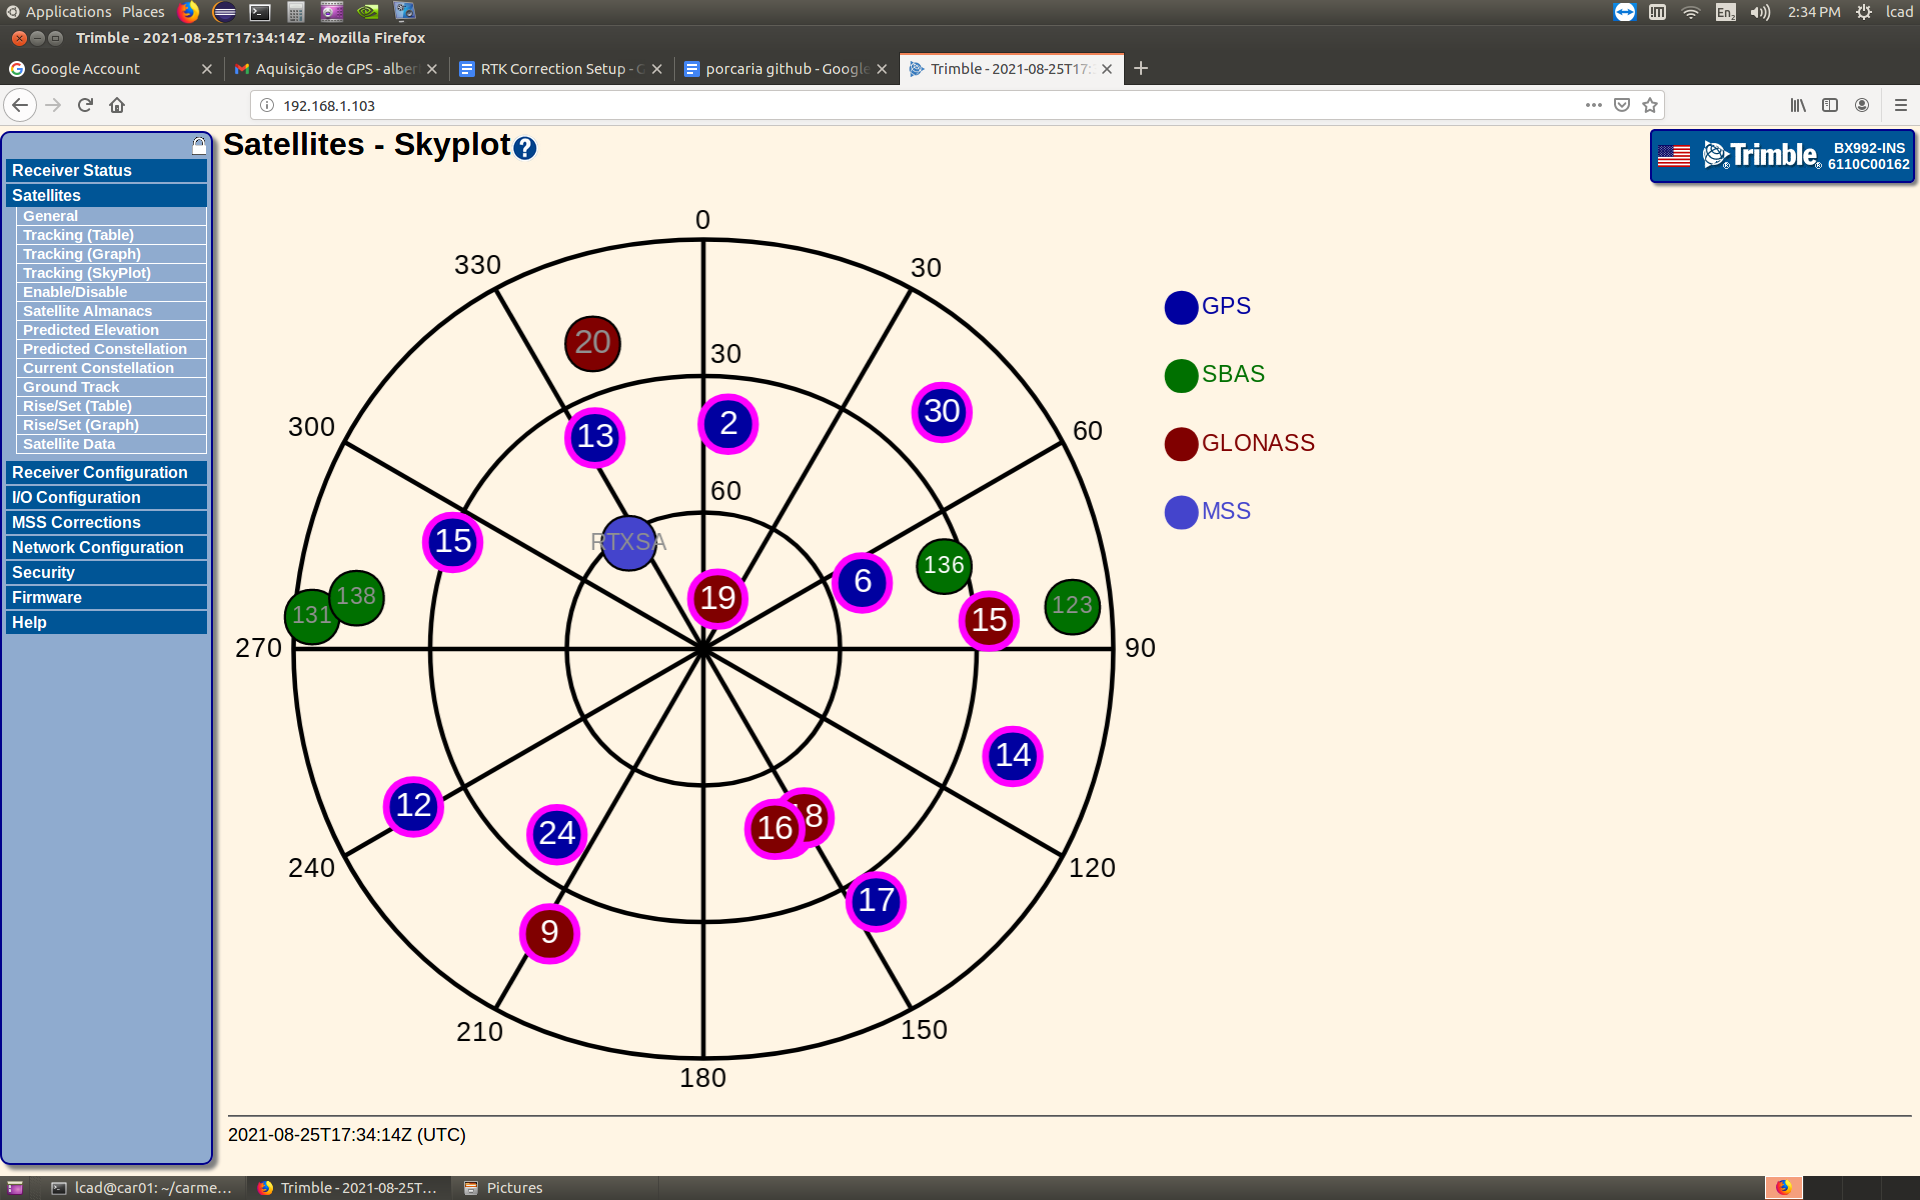 Applications Places
En2
2:34 PM
lcad
Trimble - 2021-08-25T17:34:14Z - Mozilla Firefox
Google Account
Aquisição de GPS - alber
RTK Correction Setup - G
porcaria github - Google
Trimble - 2021-08-25T17:
192.168.1.103
Receiver Status
Satellites
General
Tracking (Table)
Tracking (Graph)
Tracking (SkyPlot)
Enable/Disable
Satellite Almanacs
Predicted Elevation
Predicted Constellation
Current Constellation
Ground Track
Rise/Set (Table)
Rise/Set (Graph)
Satellite Data
Receiver Configuration
I/O Configuration
MSS Corrections
Network Configuration
Security
Firmware
Help
Satellites - Skyplot
?
Trimble
BX992-INS
6110C00162
0
330
30
20
30
13
2
30
300
60
60
15
RTXSA
6
136
19
131
138
15
123
270
90
14
12
24
16
8
240
120
17
9
210
150
180
GPS
SBAS
GLONASS
MSS
2021-08-25T17:34:14Z (UTC)
lcad@car01: ~/carme...
Trimble - 2021-08-25T...
Pictures